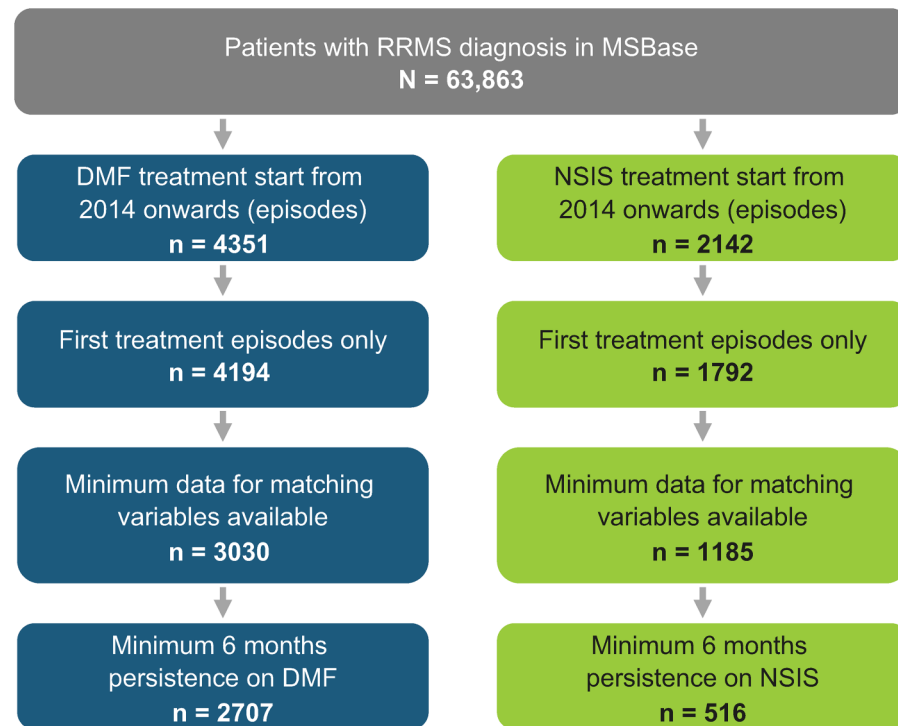 Patients with RRMS diagnosis in MSBase
N = 63,863
DMF treatment start from
2014 onwards (episodes)
n = 4351
First treatment episodes only
n = 4194
Minimum data for matching
variables available
n = 3030
Minimum 6 months
persistence on DMF
n = 2707
NSIS treatment start from
2014 onwards (episodes)
n = 2142
First treatment episodes only
n = 1792
Minimum data for matching
variables available
n = 1185
Minimum 6 months
persistence on NSIS
n = 516